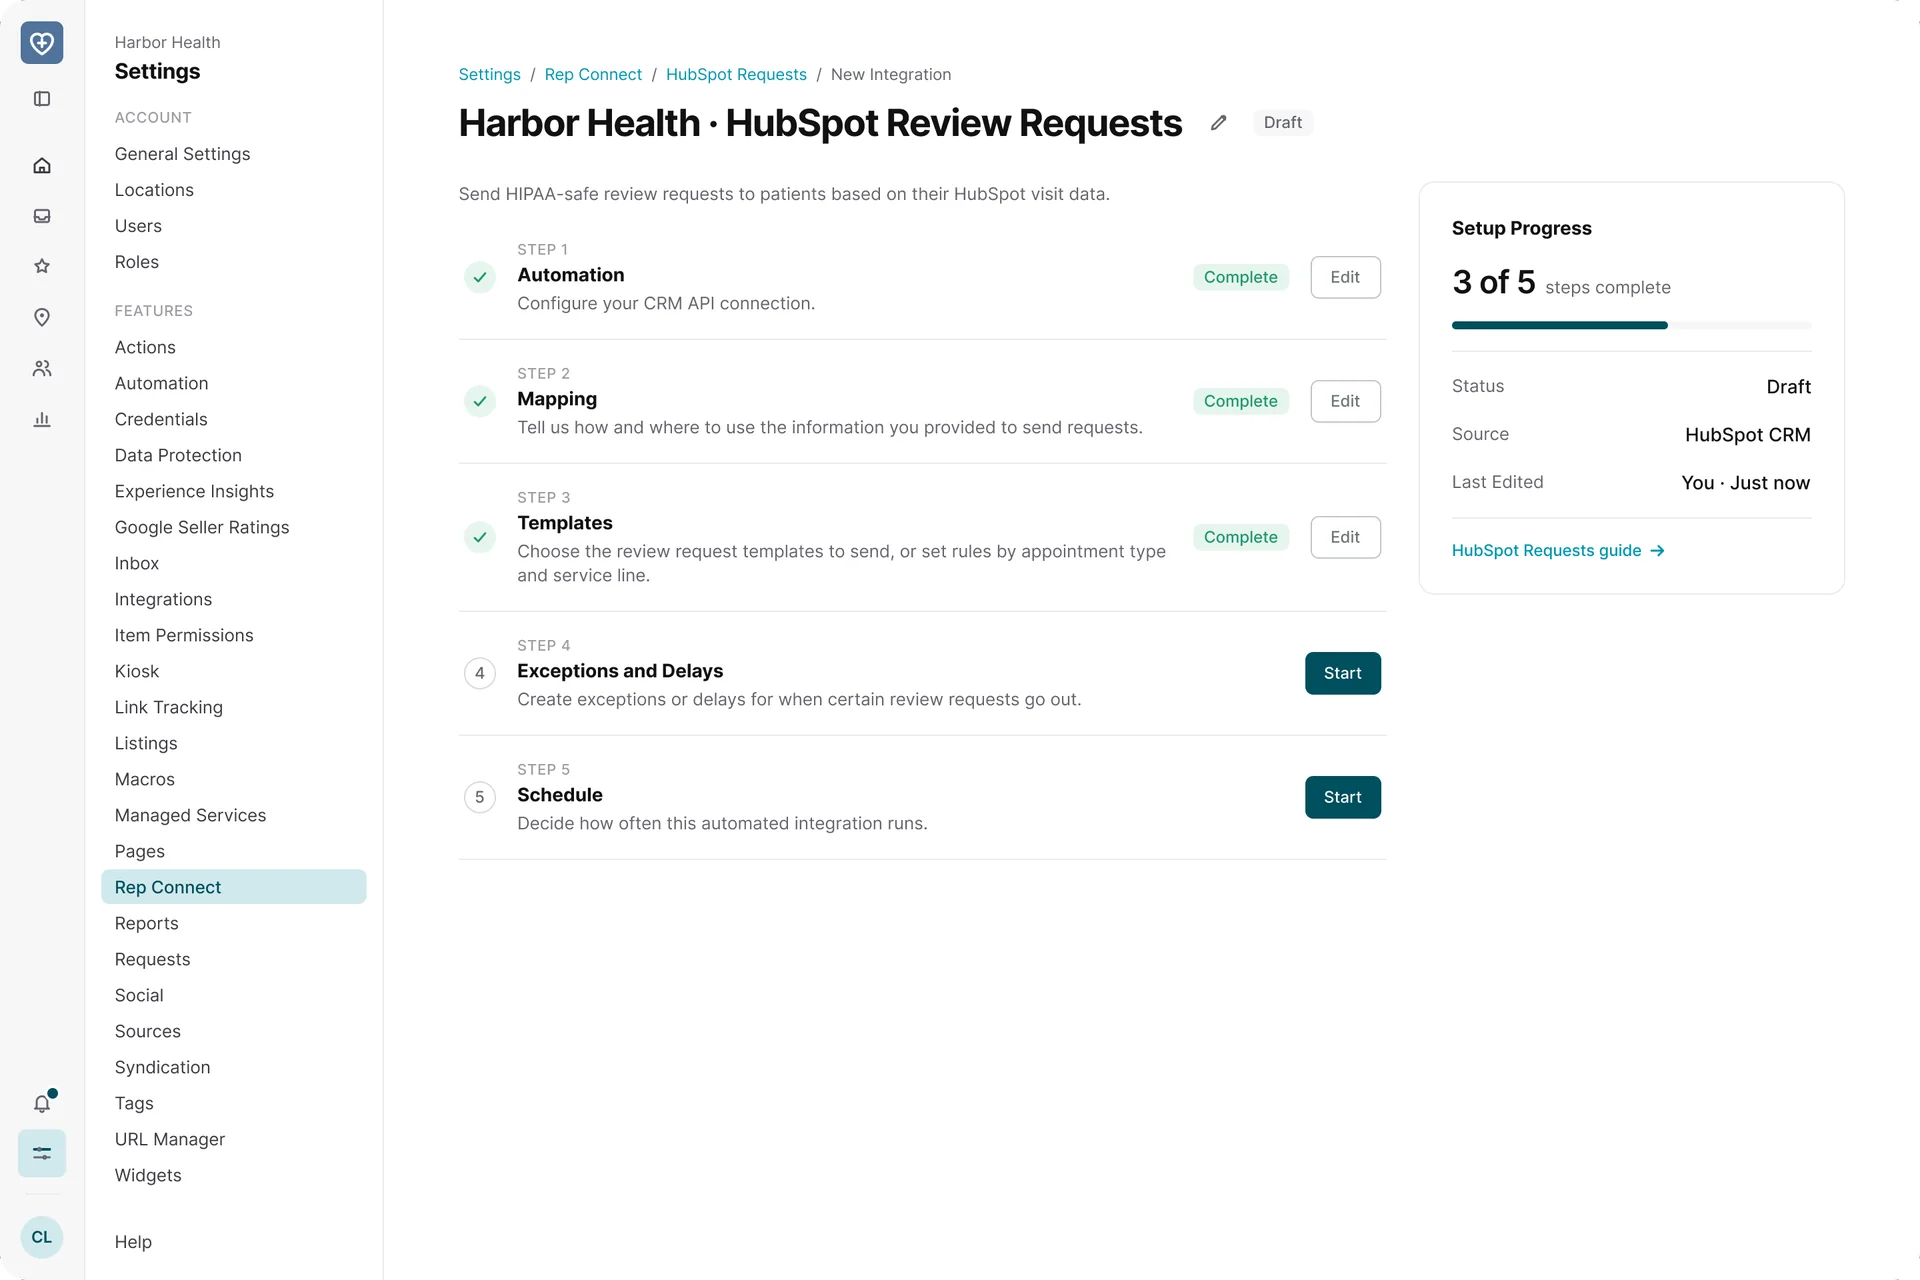 Harbor Health
Settings
ACCOUNT
General Settings
Locations
Users
Roles
FEATURES
Actions
Automation
Credentials
Data Protection
Experience Insights
Google Seller Ratings
Inbox
Integrations
Item Permissions
Kiosk
Link Tracking
Listings
Macros
Managed Services
Pages
Rep Connect
Reports
Requests
Social
Sources
Syndication
Tags
URL Manager
Widgets
Help
CL
Settings / Rep Connect / HubSpot Requests / New Integration
Harbor Health · HubSpot Review Requests Draft
Send HIPAA-safe review requests to patients based on their HubSpot visit data.
STEP 1
Automation
Configure your CRM API connection.
Complete Edit
STEP 2
Mapping
Tell us how and where to use the information you provided to send requests.
Complete Edit
STEP 3
Templates
Choose the review request templates to send, or set rules by appointment type
and service line.
Complete Edit
4
STEP 4
Exceptions and Delays
Create exceptions or delays for when certain review requests go out.
Start
5
STEP 5
Schedule
Decide how often this automated integration runs.
Start
Setup Progress
3 of 5 steps complete
Status Draft
Source HubSpot CRM
Last Edited You · Just now
HubSpot Requests guide →